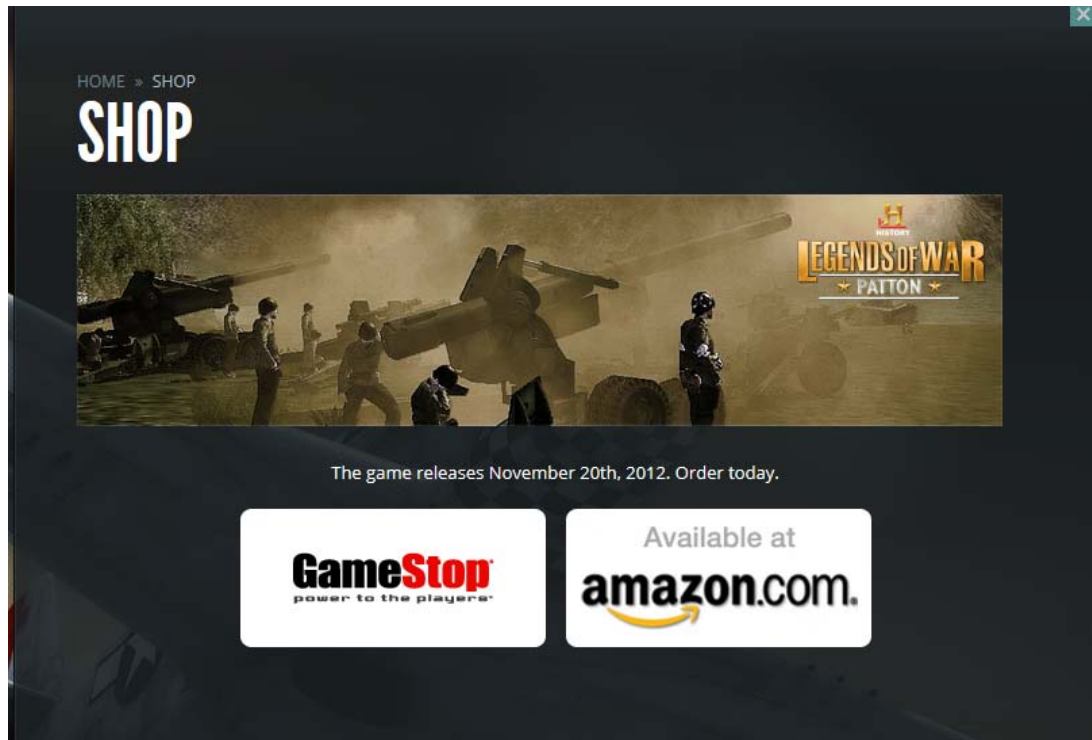 HOME » SHOP
SHOP
H
HISTORY
LEGENDS OF WAR
PATTON
The game releases November 20th, 2012. Order today.
GameStop
power to the players
Available at
amazon.com.